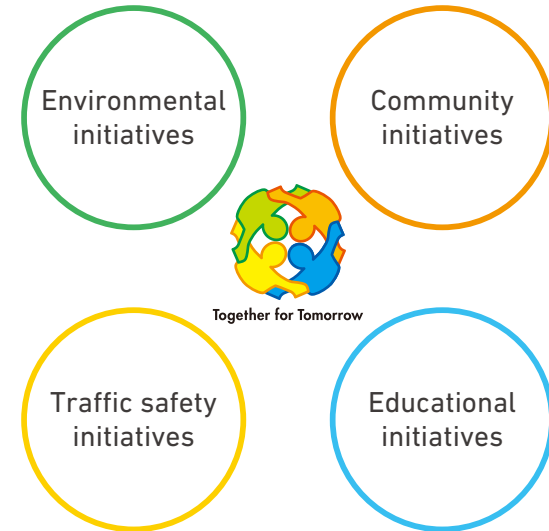 Environmental
initiatives
Community
initiatives
Together for Tomorrow
Traffic safety
initiatives
Educational
initiatives